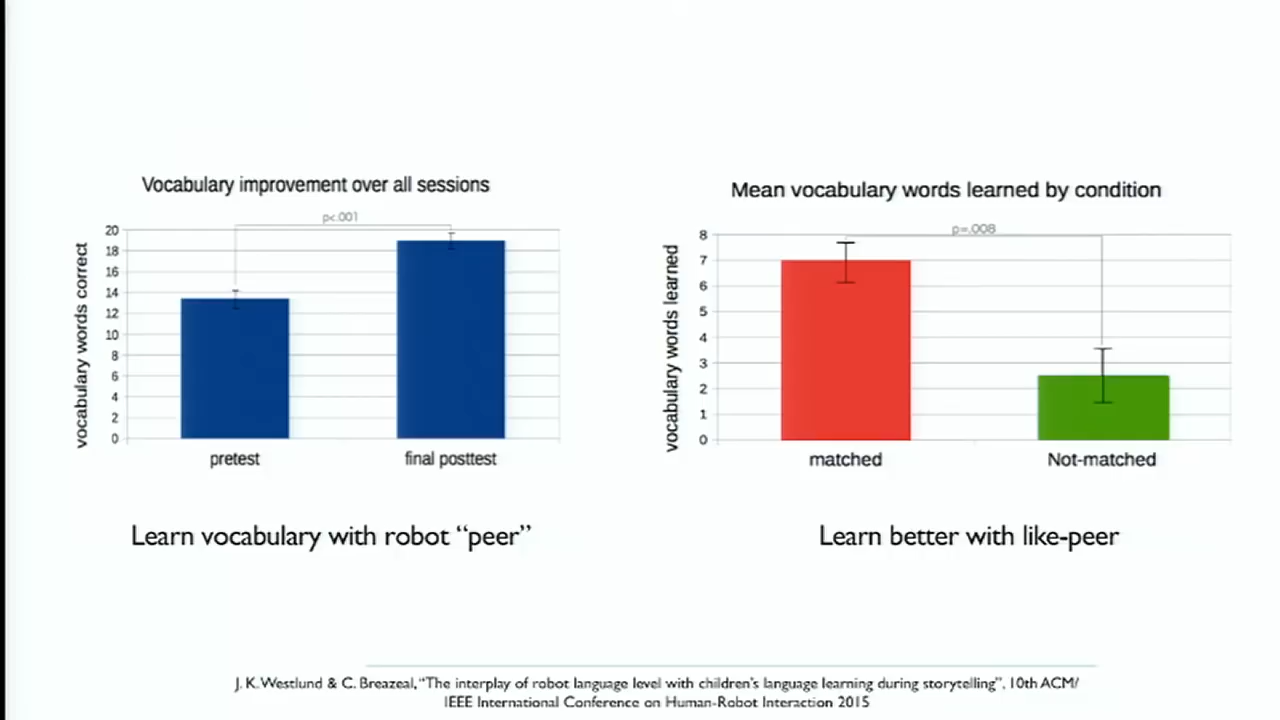 Vocabulary improvement over all sessions
p<.001
vocabulary words correct
20
18
16
14
12
10
8
6
4
2
0
pretest
final posttest
Learn vocabulary with robot “peer”
Mean vocabulary words learned by condition
p=.008
vocabulary words learned
8
7
6
5
4
3
2
1
0
matched
Not-matched
Learn better with like-peer
J. K. Westlund & C. Breazeal, “The interplay of robot language level with children’s language learning during storytelling”, 10th ACM/
IEEE International Conference on Human-Robot Interaction 2015